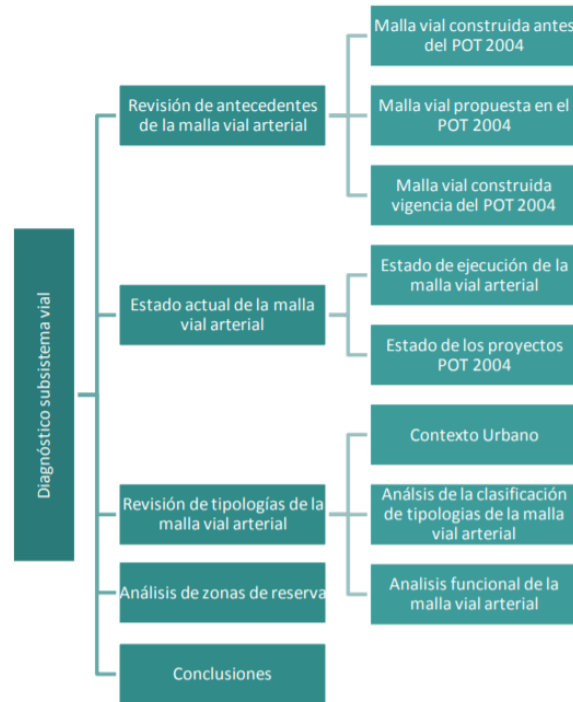 Diagnóstico subsistema vial
Revisión de antecedentes
de la malla vial arterial
Malla vial construida antes
del POT 2004
Malla vial propuesta en el
POT 2004
Malla vial construida
vigencia del POT 2004
Estado actual de la malla
vial arterial
Estado de ejecución de la
malla vial arterial
Estado de los proyectos
POT 2004
Revisión de tipologías de la
malla vial arterial
Contexto Urbano
Análsis de la clasificación
de tipologias de la malla
vial arterial
Analisis funcional de la
malla vial arterial
Análisis de zonas de reserva
Conclusiones